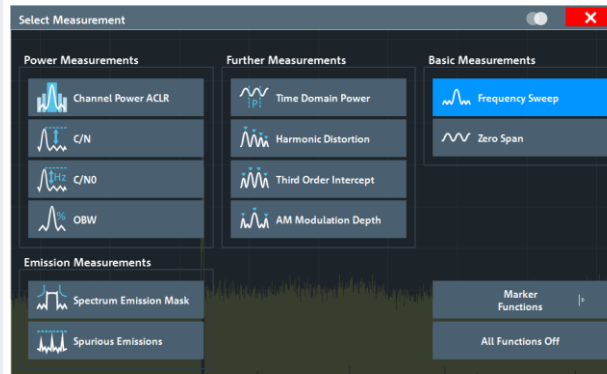 Select Measurement
Power Measurements
Channel Power ACLR
C/N
C/N0
OBW
Further Measurements
Time Domain Power
Harmonic Distortion
Third Order Intercept
AM Modulation Depth
Basic Measurements
Frequency Sweep
Zero Span
Emission Measurements
Spectrum Emission Mask
Spurious Emissions
Marker
Functions
All Functions Off